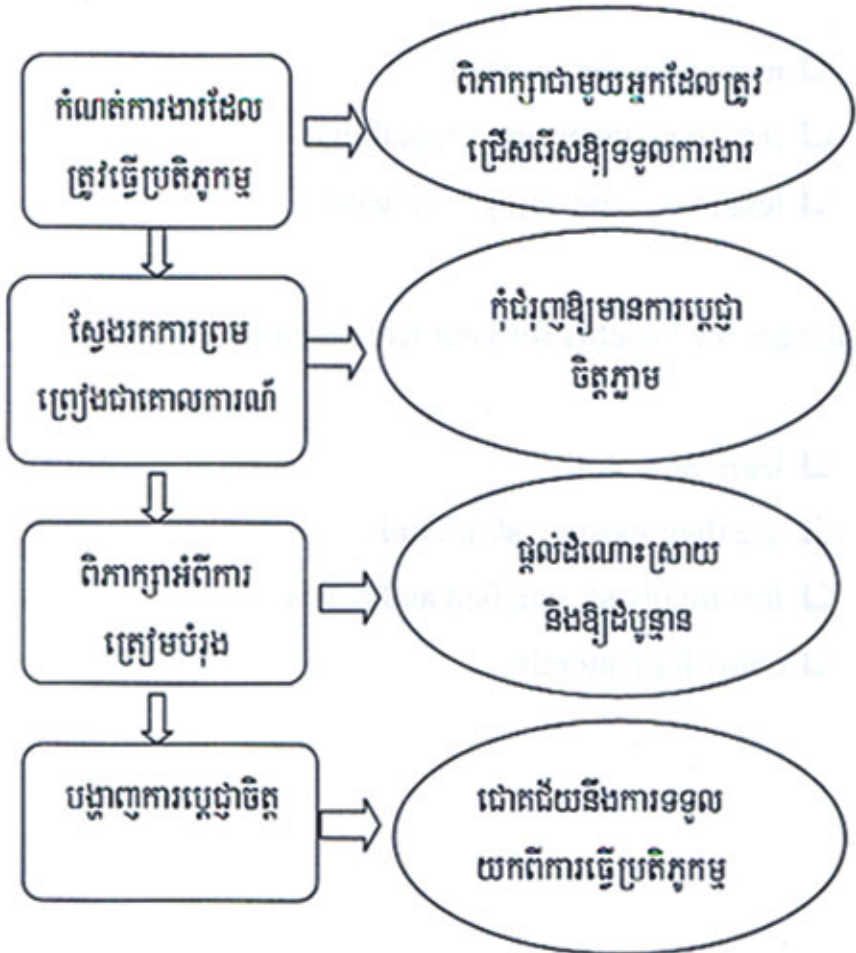 កំណត់ការងារដែល
ត្រូវធ្វើប្រតិភូកម្ម
ពិភាក្សាជាមួយអ្នកដែលត្រូវ
ជ្រើសរើសឱ្យទទួលការងារ
ស្វែងរកការព្រម
ព្រៀងជាគោលការណ៍
កុំជំរុញឱ្យមានការប្តេជ្ញា
ចិត្តភ្លាម
ពិភាក្សាអំពីការ
ត្រៀមបំរុង
ផ្តល់ដំណោះស្រាយ
និងឱ្យដំបូន្មាន
បង្ហាញការប្តេជ្ញាចិត្ត
ជោគជ័យនឹងការទទួល
យកពីការធ្វើប្រតិភូកម្ម